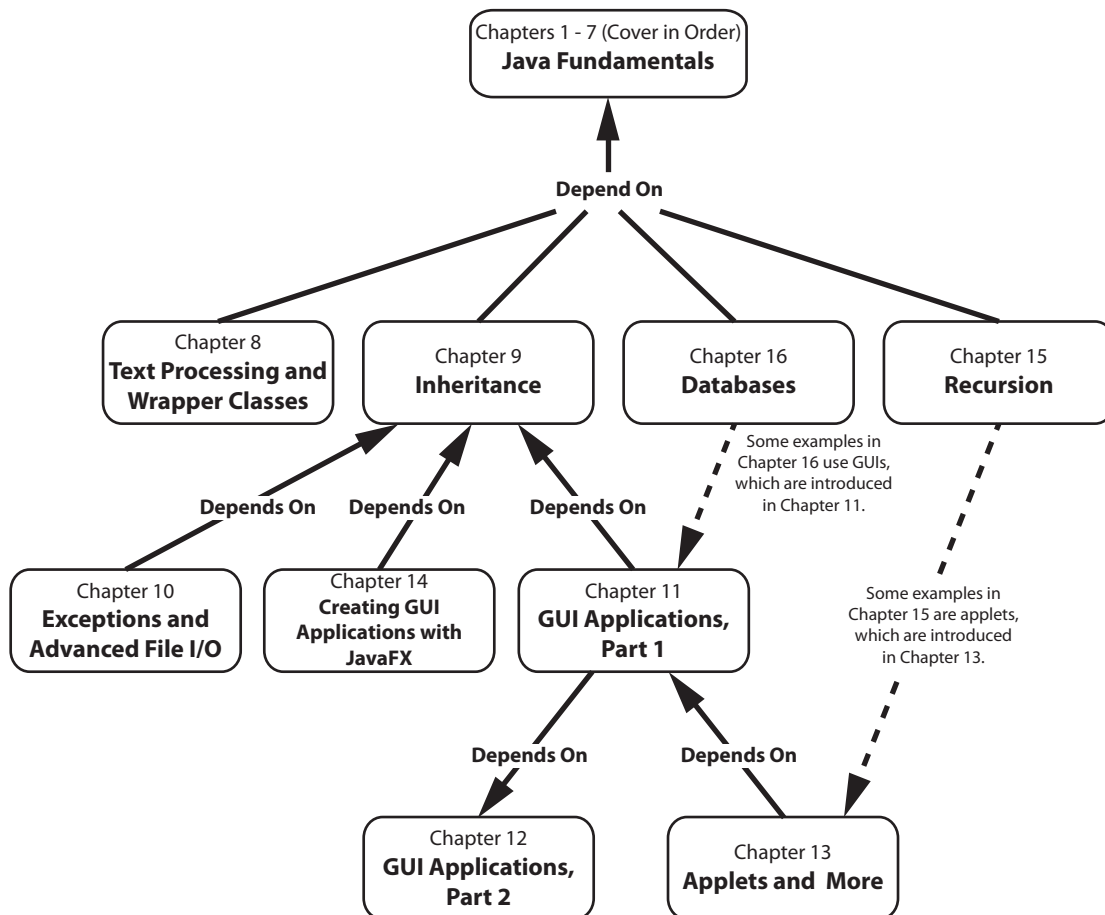 Chapters 1 - 7 (Cover in Order)
Java Fundamentals
Depend On
Chapter 8
Text Processing and
Wrapper Classes
Chapter 9
Inheritance
Chapter 16
Databases
Chapter 15
Recursion
Some examples in
Chapter 16 use GUIs,
which are introduced
in Chapter 11.
Depends On
Depends On
Depends On
Chapter 10
Exceptions and
Advanced File I/O
Chapter 14
Creating GUI
Applications with
JavaFX
Chapter 11
GUI Applications,
Part 1
Some examples in
Chapter 15 are applets,
which are introduced
in Chapter 13.
Depends On
Depends On
Chapter 12
GUI Applications,
Part 2
Chapter 13
Applets and More